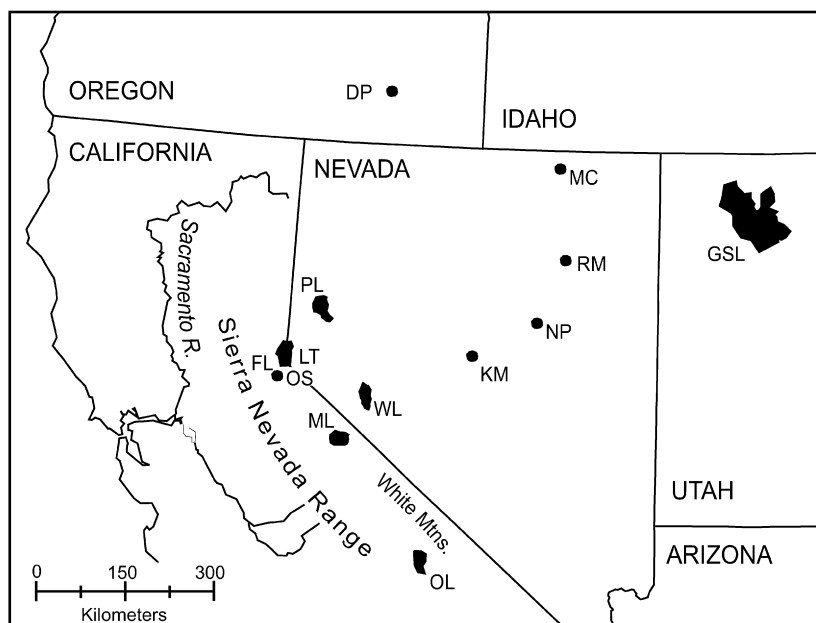 DP
OREGON
IDAHO
CALIFORNIA
NEVADA
MC
GSL
Sacramento R.
RM
PL
NP
Sierra Nevada Range
FL
LT
OS
KM
WL
ML
White Mtns.
UTAH
ARIZONA
OL
0 150 300
Kilometers